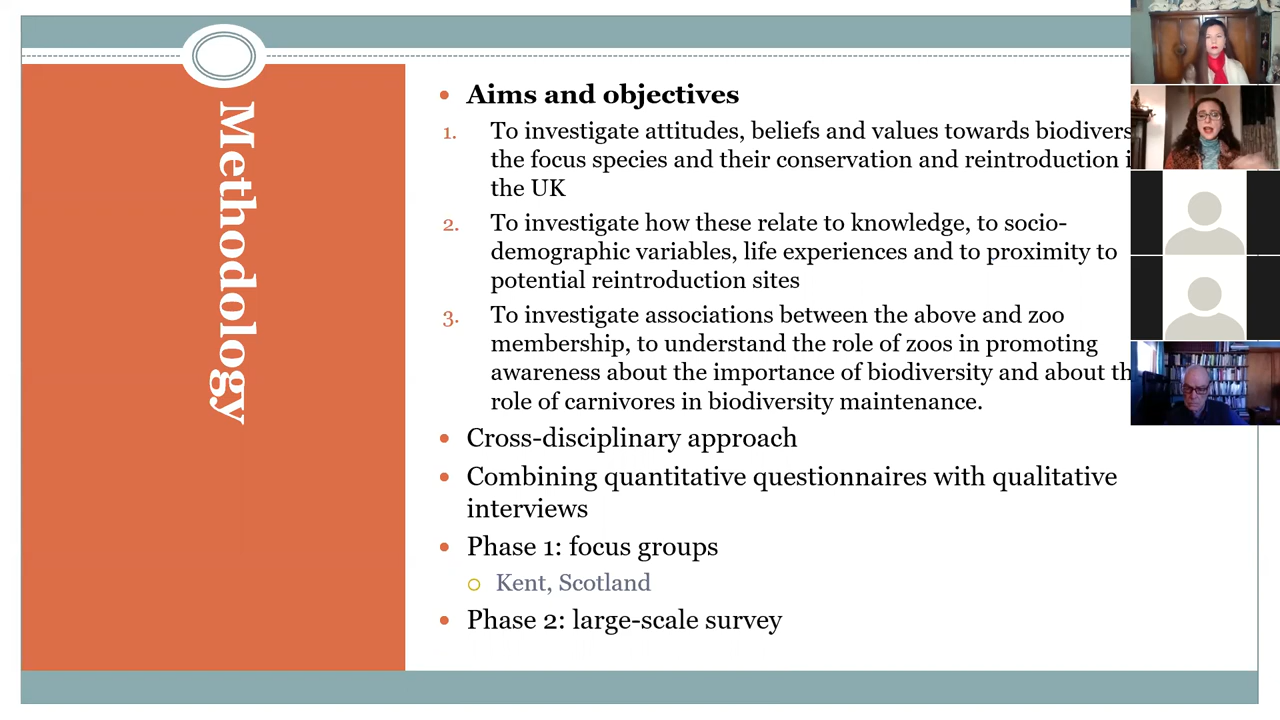 Methodology
• Aims and objectives
1. To investigate attitudes, beliefs and values towards biodivers
the focus species and their conservation and reintroduction i
the UK
2. To investigate how these relate to knowledge, to socio-
demographic variables, life experiences and to proximity to
potential reintroduction sites
3. To investigate associations between the above and zoo
membership, to understand the role of zoos in promoting
awareness about the importance of biodiversity and about th
role of carnivores in biodiversity maintenance.
• Cross-disciplinary approach
• Combining quantitative questionnaires with qualitative
interviews
• Phase 1: focus groups
○ Kent, Scotland
• Phase 2: large-scale survey